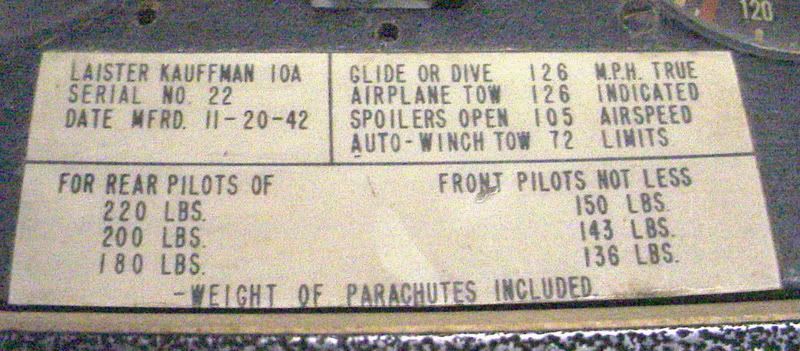 120
LAISTER KAUFFMAN 10A
SERIAL NO. 22
DATE MFRD. 11-20-42
GLIDE OR DIVE 126 M.P.H. TRUE
AIRPLANE TOW 126 INDICATED
SPOILERS OPEN 105 AIRSPEED
AUTO-WINCH TOW 72 LIMITS
FOR REAR PILOTS OF FRONT PILOTS NOT LESS
220 LBS. 150 LBS.
200 LBS. 143 LBS.
180 LBS. 136 LBS.
-WEIGHT OF PARACHUTES INCLUDED.